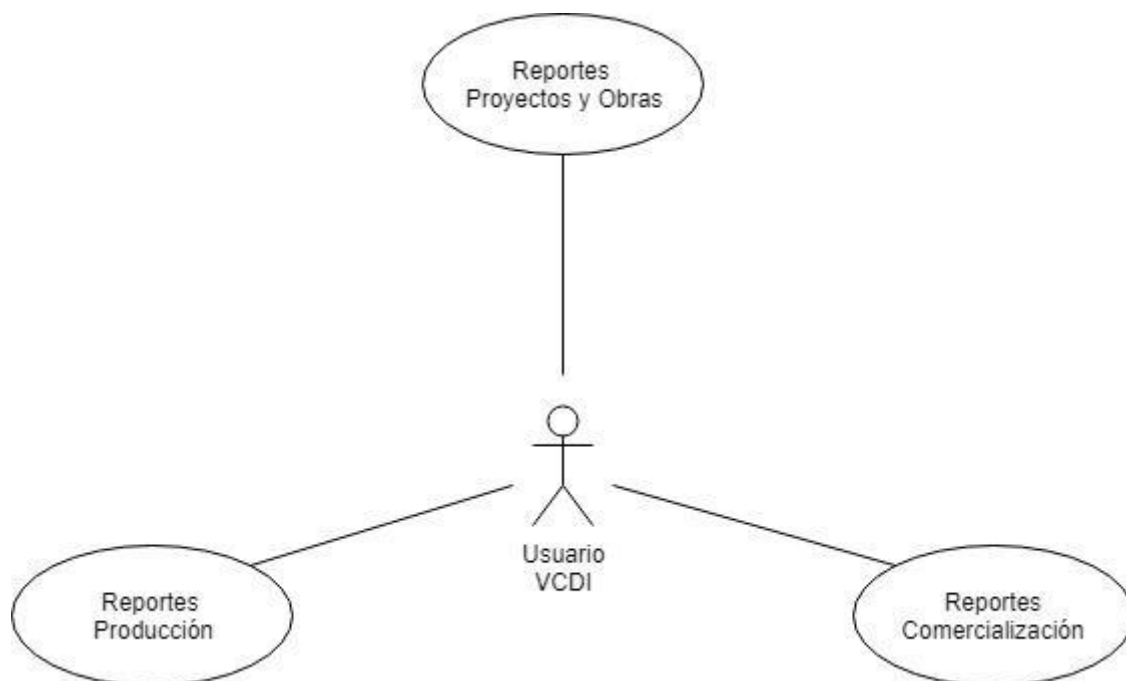 Reportes
Proyectos y Obras
Usuario
VCDI
Reportes
Producción
Reportes
Comercialización